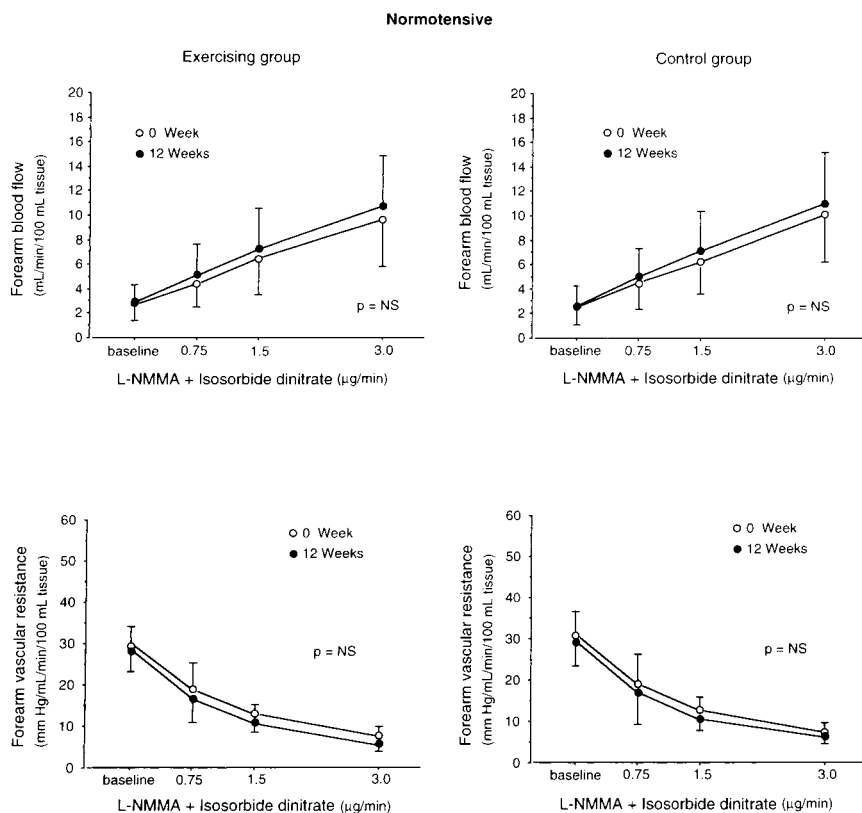 Normotensive
Exercising group
Forearm blood flow
(mL/min/100 mL tissue)
20
18
16
14
12
10
8
6
4
2
0
0 Week
12 Weeks
p = NS
baseline
0.75
1.5
3.0
L-NMMA + Isosorbide dinitrate (µg/min)
Control group
Forearm blood flow
(mL/min/100 mL tissue)
20
18
16
14
12
10
8
6
4
2
0
0 Week
12 Weeks
p = NS
baseline
0.75
1.5
3.0
L-NMMA + Isosorbide dinitrate (µg/min)
Forearm vascular resistance
(mm Hg/mL/min/100 mL tissue)
60
50
40
30
20
10
0
0 Week
12 Weeks
p = NS
baseline
0.75
1.5
3.0
L-NMMA + Isosorbide dinitrate (µg/min)
Forearm vascular resistance
(mm Hg/mL/min/100 mL tissue)
60
50
40
30
20
10
0
0 Week
12 Weeks
p = NS
baseline
0.75
1.5
3.0
L-NMMA + Isosorbide dinitrate (µg/min)